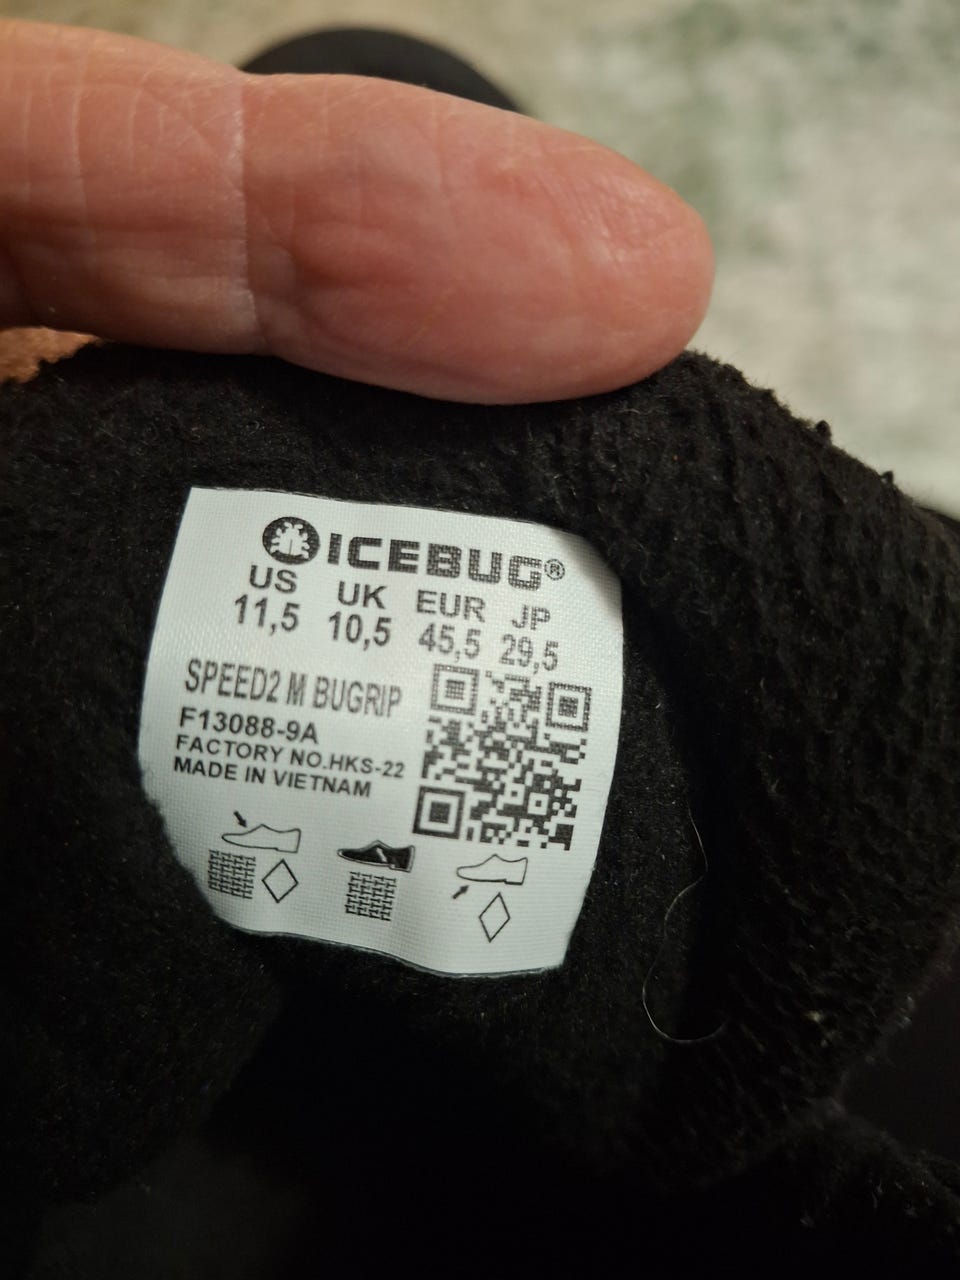 ICEBUG®
US UK EUR JP
11,5 10,5 45,5 29,5
SPEED2 M BUGRIP
F13088-9A
FACTORY NO.HKS-22
MADE IN VIETNAM